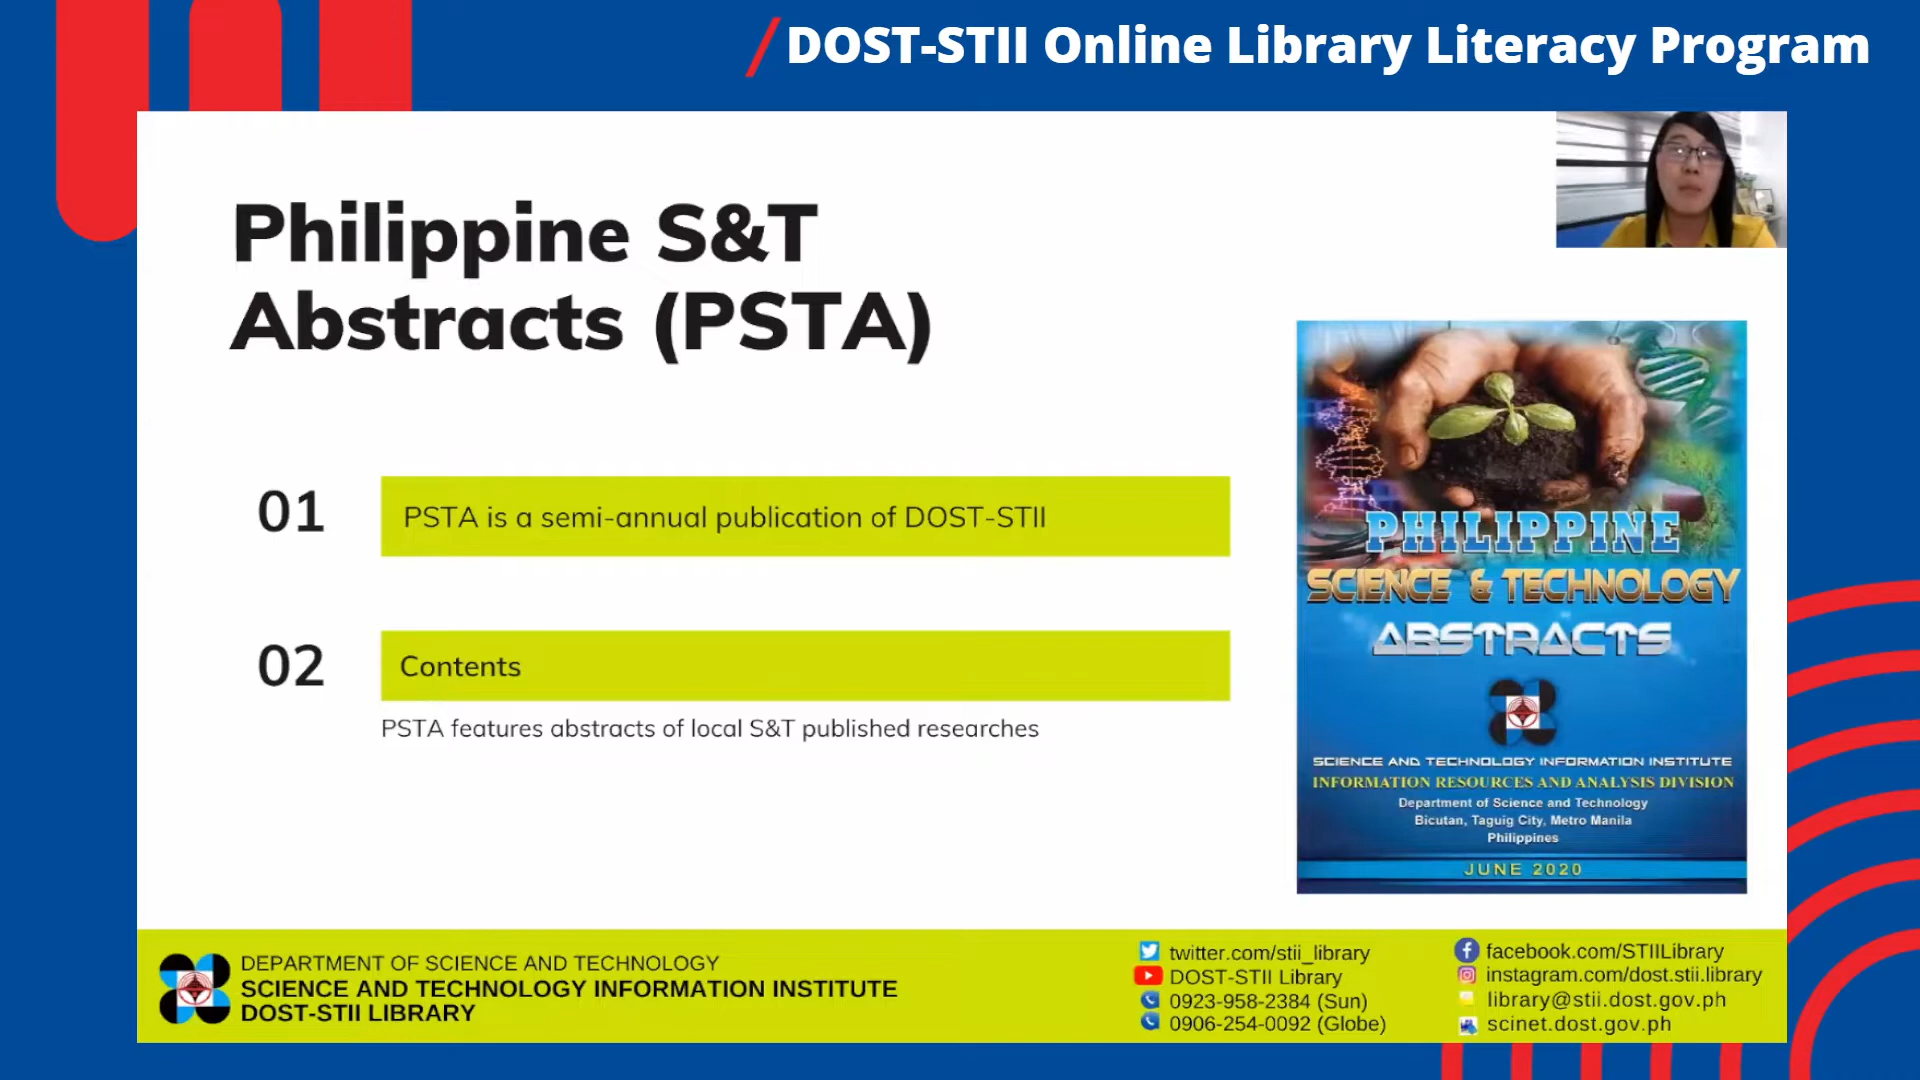 DOST-STII Online Library Literacy Program
Philippine S&T
Abstracts (PSTA)
01
PSTA is a semi-annual publication of DOST-STII
02
Contents
PSTA features abstracts of local S&T published researches
PHILIPPINE
SCIENCE & TECHNOLOGY
ABSTRACTS
SCIENCE AND TECHNOLOGY INFORMATION INSTITUTE
INFORMATION RESOURCES AND ANALYSIS DIVISION
Department of Science and Technology
Bicutan, Taguig City, Metro Manila
Philippines
JUNE 2020
DEPARTMENT OF SCIENCE AND TECHNOLOGY
SCIENCE AND TECHNOLOGY INFORMATION INSTITUTE
DOST-STII LIBRARY
twitter.com/stii_library
DOST-STII Library
0923-958-2384 (Sun)
0906-254-0092 (Globe)
facebook.com/STIILibrary
instagram.com/dost.stii.library
library@stii.dost.gov.ph
scinet.dost.gov.ph